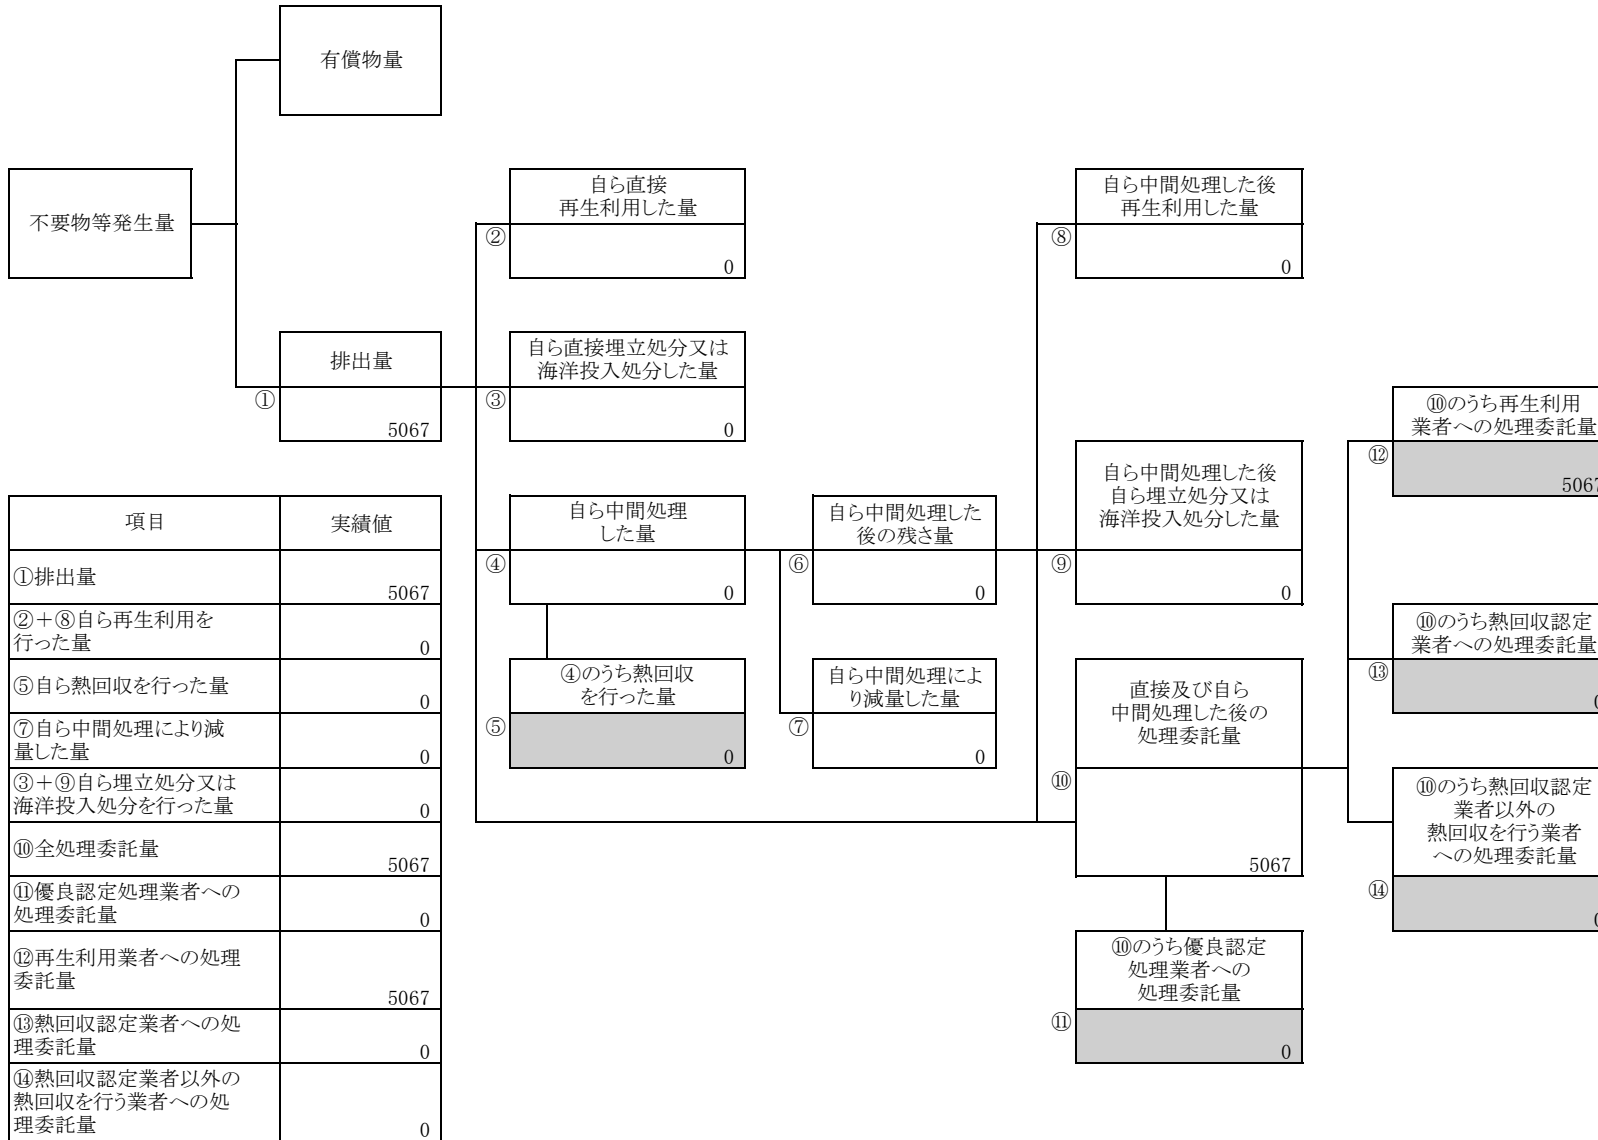 有償物量
不要物等発生量
自ら直接
再生利用した量
②
0
自ら中間処理した後
再生利用した量
⑧
0
排出量
①
5067
自ら直接埋立処分又は
海洋投入処分した量
③
0
⑩のうち再生利用
業者への処理委託量
⑫
5067
自ら中間処理
した量
④
0
自ら中間処理した
後の残さ量
⑥
0
自ら中間処理した後
自ら埋立処分又は
海洋投入処分した量
⑨
0
④のうち熱回収
を行った量
⑤
0
自ら中間処理によ
り減量した量
⑦
0
直接及び自ら
中間処理した後の
処理委託量
⑩
5067
⑩のうち熱回収認定
業者への処理委託量
⑬
0
⑩のうち熱回収認定
業者以外の
熱回収を行う業者
への処理委託量
⑭
0
⑩のうち優良認定
処理業者への
処理委託量
⑪
0
項目 実績値
①排出量
5067
②+⑧自ら再生利用を
行った量
0
⑤自ら熱回収を行った量
0
⑦自ら中間処理により減
量した量
0
③+⑨自ら埋立処分又は
海洋投入処分を行った量
0
⑩全処理委託量
5067
⑪優良認定処理業者への
処理委託量
0
⑫再生利用業者への処理
委託量
5067
⑬熱回収認定業者への処
理委託量
0
⑭熱回収認定業者以外の
熱回収を行う業者への処
理委託量
0